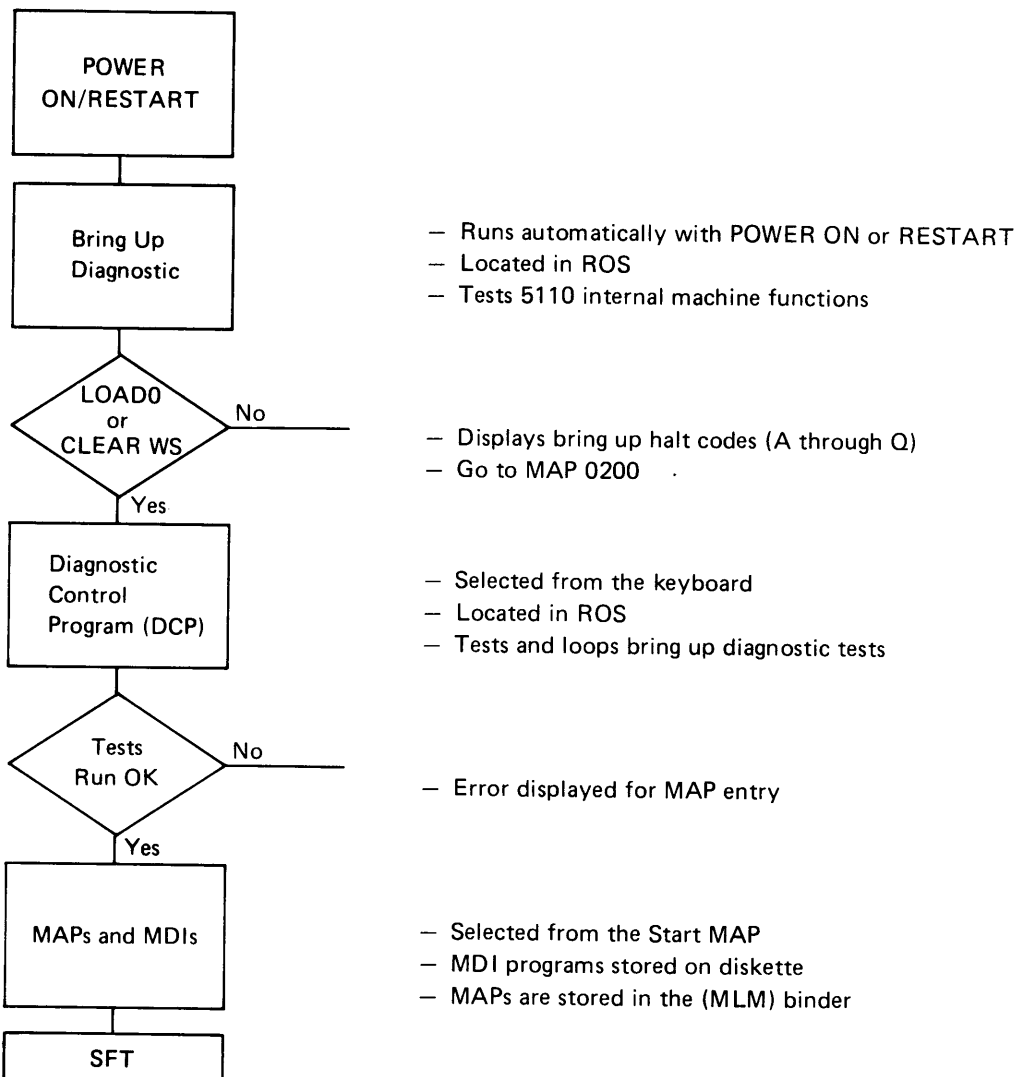 POWER
ON/RESTART
Bring Up
Diagnostic
— Runs automatically with POWER ON or RESTART
— Located in ROS
— Tests 5110 internal machine functions
LOAD0
or
CLEAR WS
No
— Displays bring up halt codes (A through Q)
— Go to MAP 0200
Yes
Diagnostic
Control
Program (DCP)
— Selected from the keyboard
— Located in ROS
— Tests and loops bring up diagnostic tests
Tests
Run OK
No
— Error displayed for MAP entry
Yes
MAPs and MDIs
— Selected from the Start MAP
— MDI programs stored on diskette
— MAPs are stored in the (MLM) binder
SFT